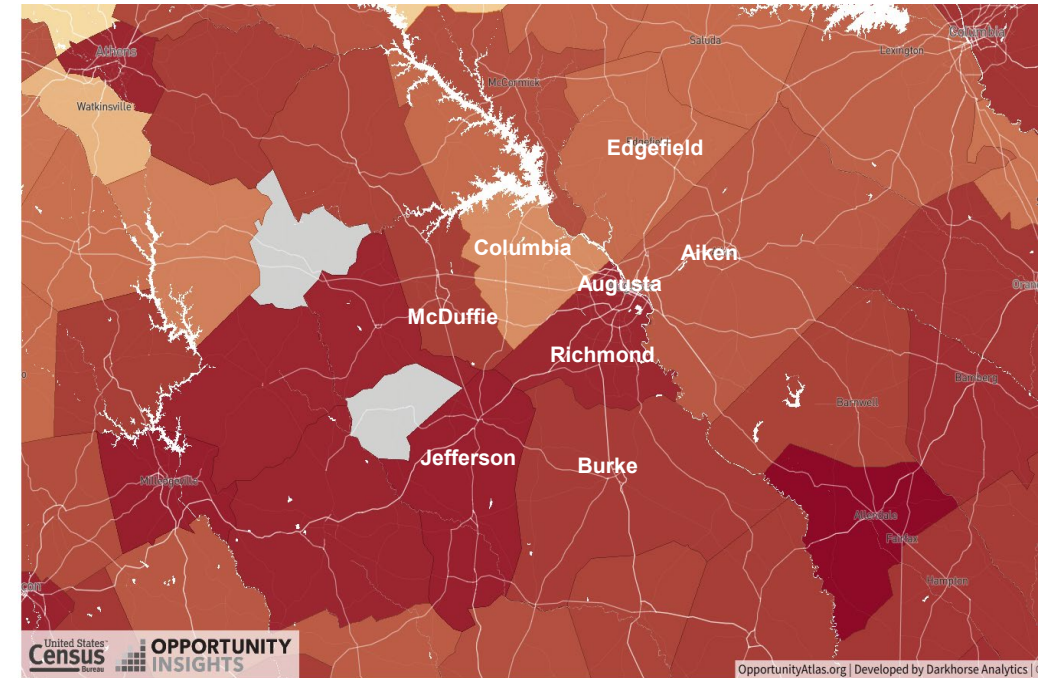 Athens
Watkinsville
McCormick
Saluda
Lexington
Columbia
Edgefield
Columbia
Aiken
Augusta
McDuffie
Richmond
Jefferson
Burke
Milledgeville
Barnwell
Bamberg
Allendale
Fairfax
Hampton
United States
Census
Bureau
OPPORTUNITY
INSIGHTS
OpportunityAtlas.org | Developed by Darkhorse Analytics | ©